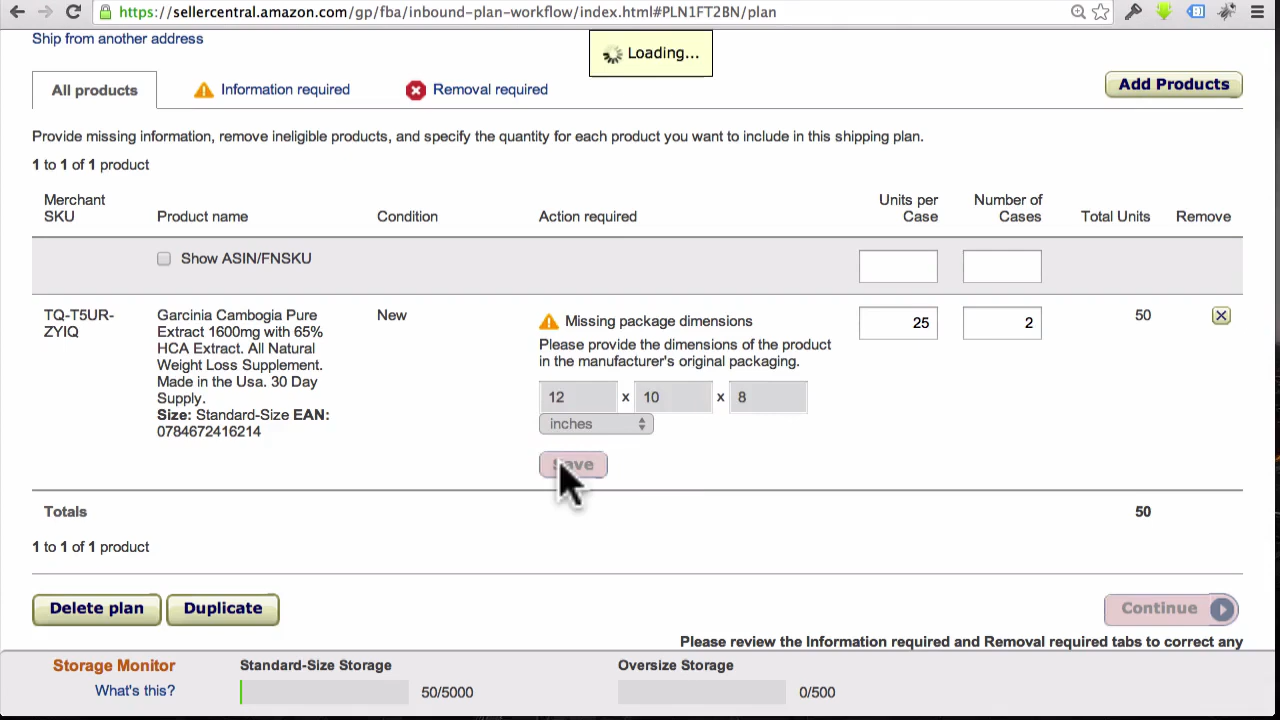 https://sellercentral.amazon.com/gp/fba/inbound-plan-workflow/index.html#PLN1FT2BN/plan
Ship from another address
Loading...
All products
Information required
Removal required
Add Products
Provide missing information, remove ineligible products, and specify the quantity for each product you want to include in this shipping plan.
1 to 1 of 1 product
Merchant SKU
Product name
Condition
Action required
Units per Case
Number of Cases
Total Units
Remove
Show ASIN/FNSKU
TQ-T5UR-
ZYIQ
Garcinia Cambogia Pure
Extract 1600mg with 65%
HCA Extract. All Natural
Weight Loss Supplement.
Made in the Usa. 30 Day
Supply.
Size: Standard-Size EAN:
0784672416214
New
Missing package dimensions
Please provide the dimensions of the product
in the manufacturer's original packaging.
12 x 10 x 8
inches
Save
25
2
50
Totals
50
1 to 1 of 1 product
Delete plan
Duplicate
Continue
Please review the Information required and Removal required tabs to correct any
Storage Monitor
What's this?
Standard-Size Storage
50/5000
Oversize Storage
0/500